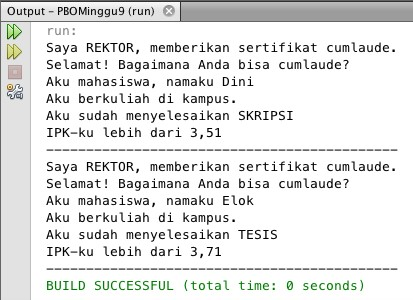 Output – PBOMinggu9 (run)
run:
Saya REKTOR, memberikan sertifikat cumlaude.
Selamat! Bagaimana Anda bisa cumlaude?
Aku mahasiswa, namaku Dini
Aku berkuliah di kampus.
Aku sudah menyelesaikan SKRIPSI
IPK-ku lebih dari 3,51
-----------------------------------------
Saya REKTOR, memberikan sertifikat cumlaude.
Selamat! Bagaimana Anda bisa cumlaude?
Aku mahasiswa, namaku Elok
Aku berkuliah di kampus.
Aku sudah menyelesaikan TESIS
IPK-ku lebih dari 3,71
-----------------------------------------
BUILD SUCCESSFUL (total time: 0 seconds)